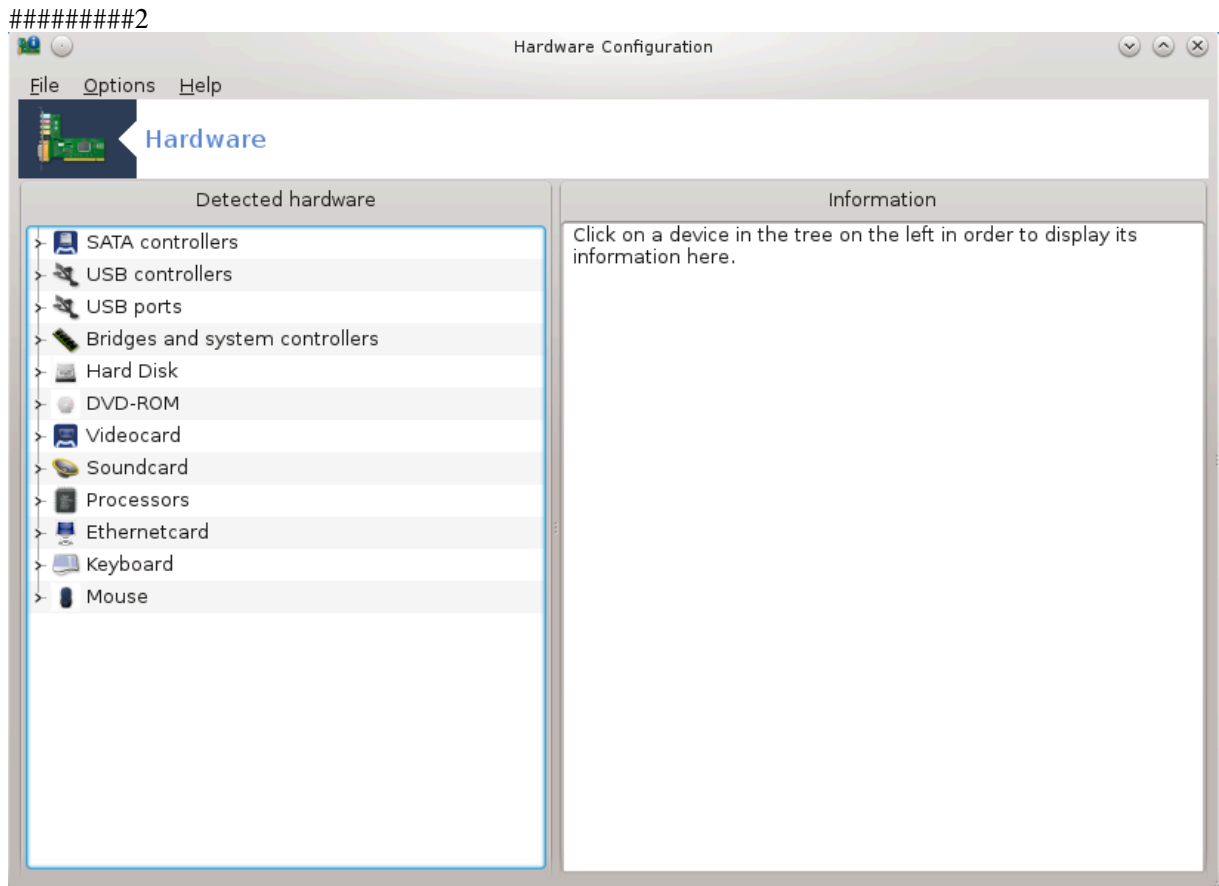 #########2
Hardware Configuration
File Options Help
Hardware
Detected hardware
SATA controllers
USB controllers
USB ports
Bridges and system controllers
Hard Disk
DVD-ROM
Videocard
Soundcard
Processors
Ethernetcard
Keyboard
Mouse
Information
Click on a device in the tree on the left in order to display its
information here.